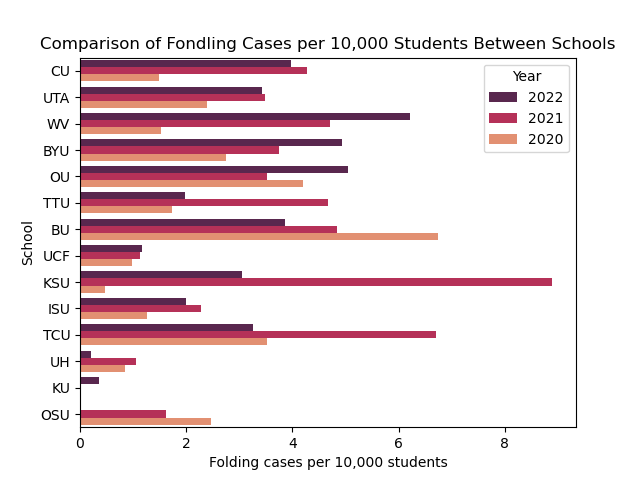 Comparison of Fondling Cases per 10,000 Students Between Schools
Year
2022
2021
2020
School
CU
UTA
WV
BYU
OU
TTU
BU
UCF
KSU
ISU
TCU
UH
KU
OSU
0 2 4 6 8
Folding cases per 10,000 students